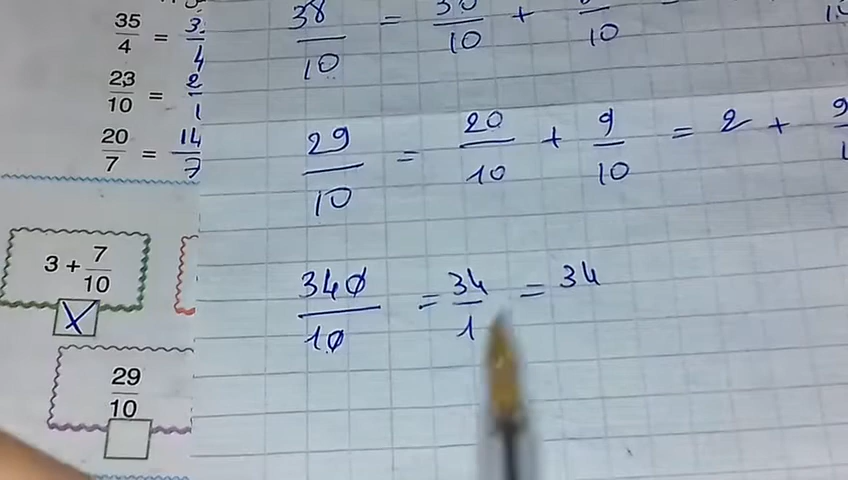 35/4 = 3
23/10 = 2
20/7 = 14/7
3 + 7/10
X
29/10
38/10 = 30/10 +
29/10 = 20/10 + 9/10 = 2 + 9
340/10 = 34/1 = 34